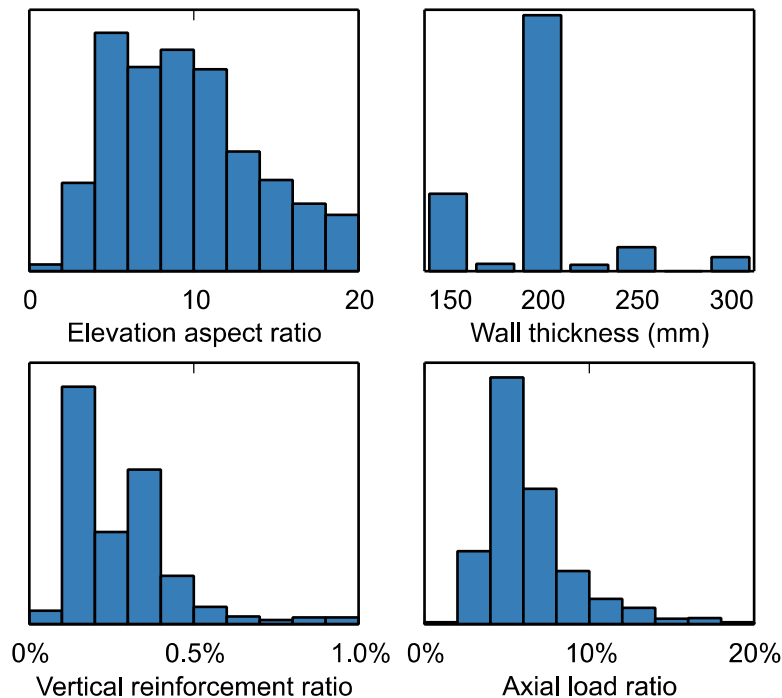 0 10 20
Elevation aspect ratio
150 200 250 300
Wall thickness (mm)
0% 0.5% 1.0%
Vertical reinforcement ratio
0% 10% 20%
Axial load ratio